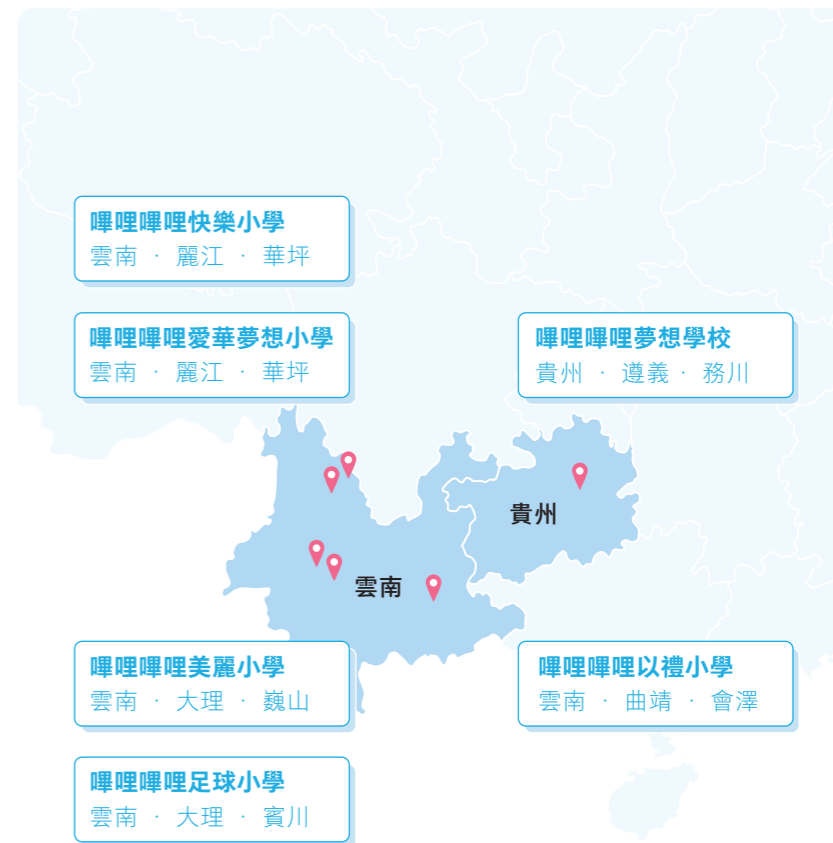 嗶哩嗶哩快樂小學
雲南 · 麗江 · 華坪
嗶哩嗶哩愛華夢想小學
雲南 · 麗江 · 華坪
嗶哩嗶哩夢想學校
貴州 · 遵義 · 務川
貴州
雲南
嗶哩嗶哩美麗小學
雲南 · 大理 · 巍山
嗶哩嗶哩以禮小學
雲南 · 曲靖 · 會澤
嗶哩嗶哩足球小學
雲南 · 大理 · 賓川